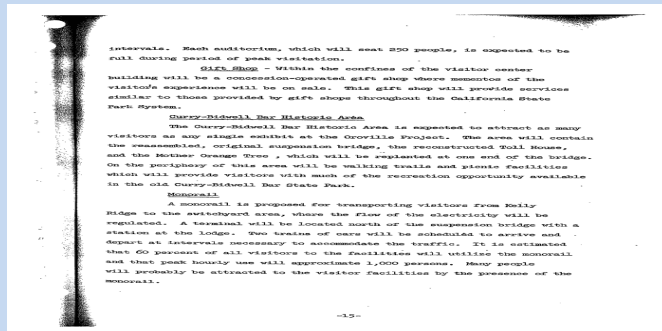 intervals. Each auditorium, which will seat 250 people, is expected to be
full during period of peak visitation.
Gift Shop - Within the confines of the visitor center
building will be a concession-operated gift shop where mementos of the
visitor's experience will be on sale. This gift shop will provide services
similar to those provided by gift shops throughout the California State
Park System.
Curry-Bidwell Bar Historic Area
The Curry-Bidwell Bar Historic Area is expected to attract as many
visitors as any single exhibit at the Oroville Project. The area will contain
the reassembled, original suspension bridge, the reconstructed Toll House,
and the Mother Orange Tree , which will be replanted at one end of the bridge.
On the periphery of this area will be walking trails and picnic facilities
which will provide visitors with much of the recreation opportunity available
in the old Curry-Bidwell Bar State Park.
Monorail
A monorail is proposed for transporting visitors from Kelly
Ridge to the switchyard area, where the flow of the electricity will be
regulated. A terminal will be located north of the suspension bridge with a
station at the lodge. Two trains of cars will be scheduled to arrive and
depart at intervals necessary to accommodate the traffic. It is estimated
that 60 percent of all visitors to the facilities will utilize the monorail
and that peak hourly use will approximate 1,000 persons. Many people
will probably be attracted to the visitor facilities by the presence of the
monorail.
-15-